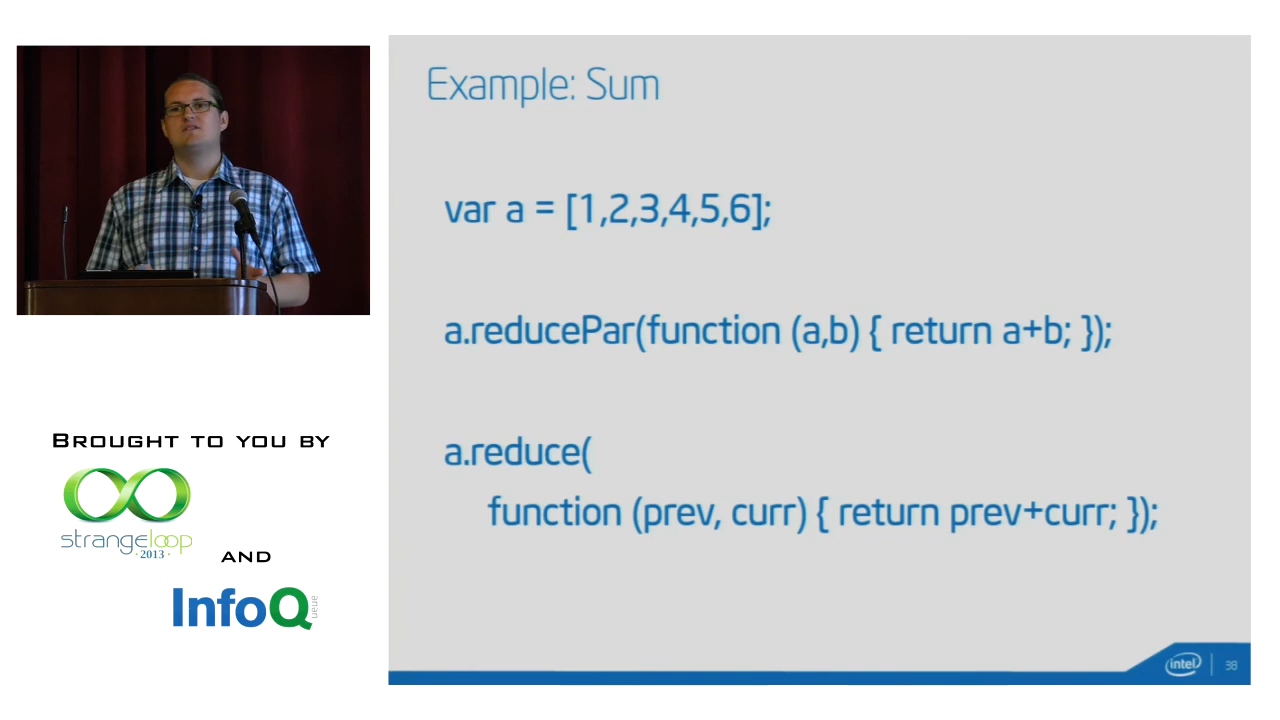 Example: Sum
var a = [1,2,3,4,5,6];
a.reducePar(function (a,b) { return a+b; });
a.reduce(
function (prev, curr) { return prev+curr; });
BROUGHT TO YOU BY
strangeloop
· 2013 ·
AND
InfoQ
ueue
intel
38